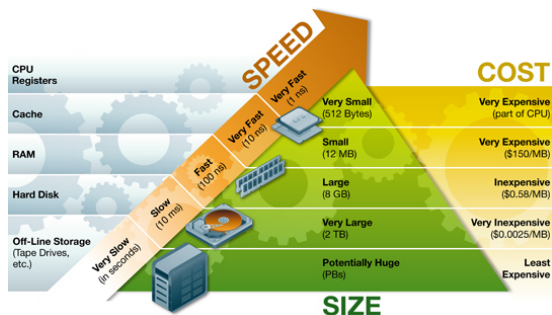 SPEED
COST
CPU
Registers
Very Fast
(1 ns)
Very Small
(512 Bytes)
Very Expensive
(part of CPU)
Cache
Very Fast
(10 ns)
Small
(12 MB)
Very Expensive
($150/MB)
RAM
Fast
(100 ns)
Large
(8 GB)
Inexpensive
($0.58/MB)
Hard Disk
Slow
(10 ms)
Very Large
(2 TB)
Very Inexpensive
($0.0025/MB)
Off-Line Storage
(Tape Drives,
etc.)
Very Slow
(in seconds)
Potentially Huge
(PBs)
Least
Expensive
SIZE